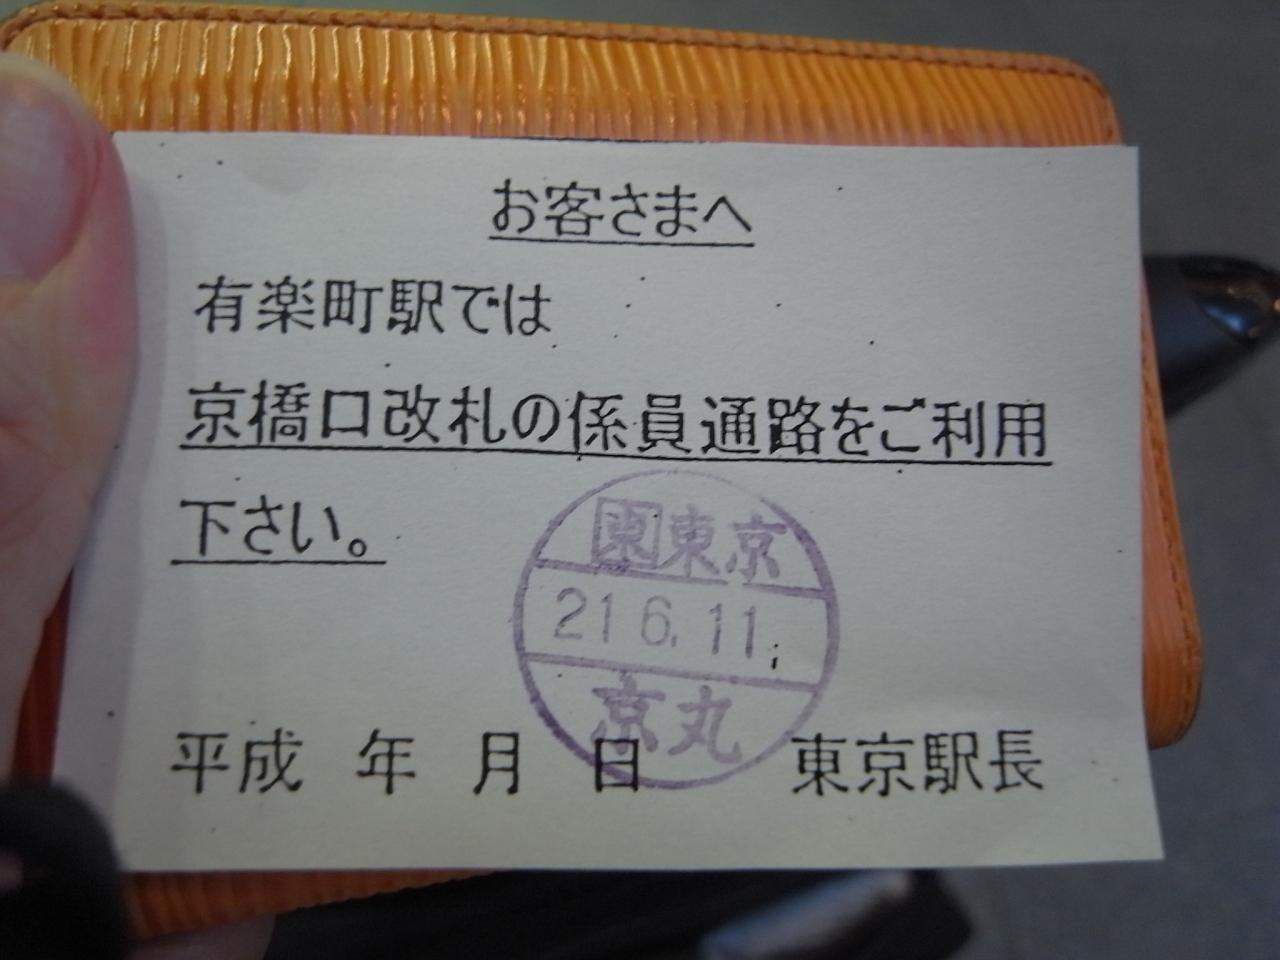 お客さまへ
有楽町駅では
京橋口改札の係員通路をご利用
下さい。
東 東京
21 6. 11.
京丸
平成 年 月 日 東京駅長